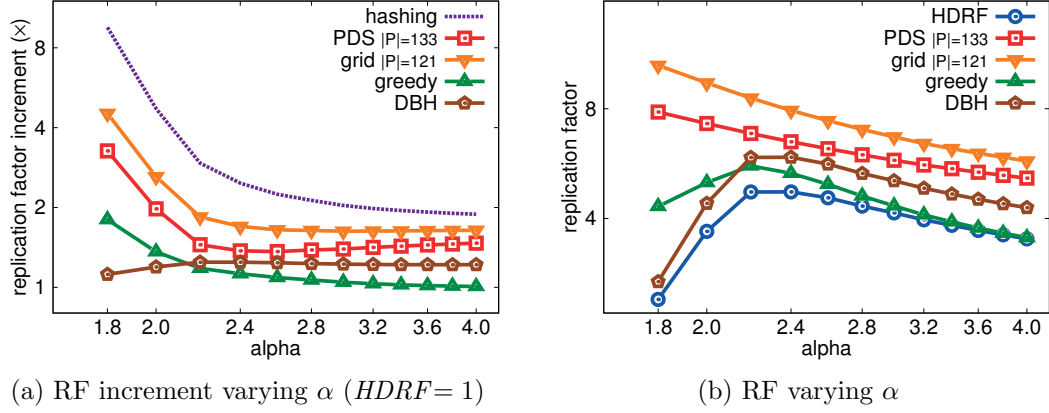 replication factor increment (×)
8
4
2
1
hashing
PDS |P|=133
grid |P|=121
greedy
DBH
1.8 2.0 2.4 2.8 3.2 3.6 4.0
alpha
(a) RF increment varying α (HDRF = 1)
replication factor
8
4
HDRF
PDS |P|=133
grid |P|=121
greedy
DBH
1.8 2.0 2.4 2.8 3.2 3.6 4.0
alpha
(b) RF varying α